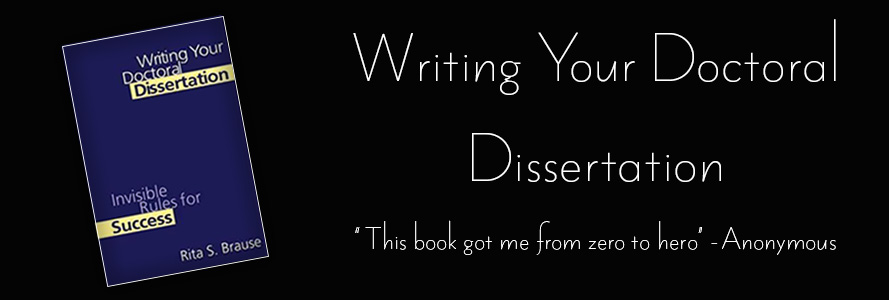 Writing Your
Doctoral
Dissertation
Invisible
Rules for
Success
Rita S. Brause
Writing Your Doctoral
Dissertation
“This book got me from zero to hero” -Anonymous